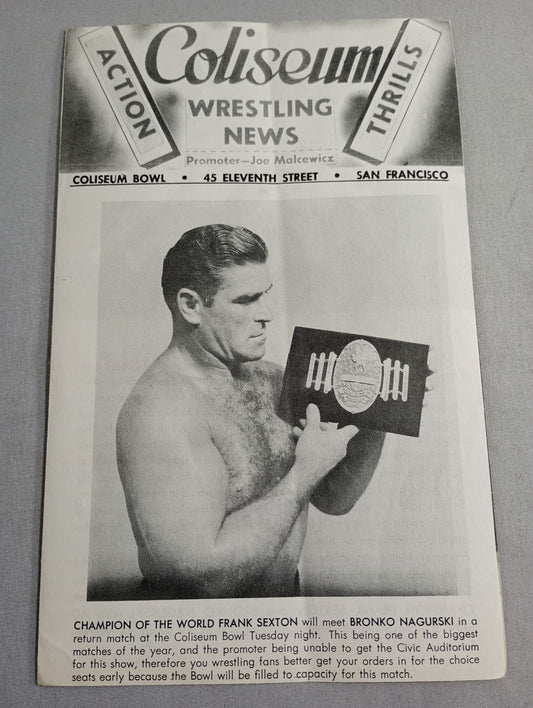 ACTION
Coliseum
THRILLS
WRESTLING
NEWS
Promoter—Joe Malcewicz
COLISEUM BOWL • 45 ELEVENTH STREET • SAN FRANCISCO
CHAMPION OF THE WORLD FRANK SEXTON will meet BRONKO NAGURSKI in a
return match at the Coliseum Bowl Tuesday night. This being one of the biggest
matches of the year, and the promoter being unable to get the Civic Auditorium
for this show, therefore you wrestling fans better get your orders in for the choice
seats early because the Bowl will be filled to capacity for this match.